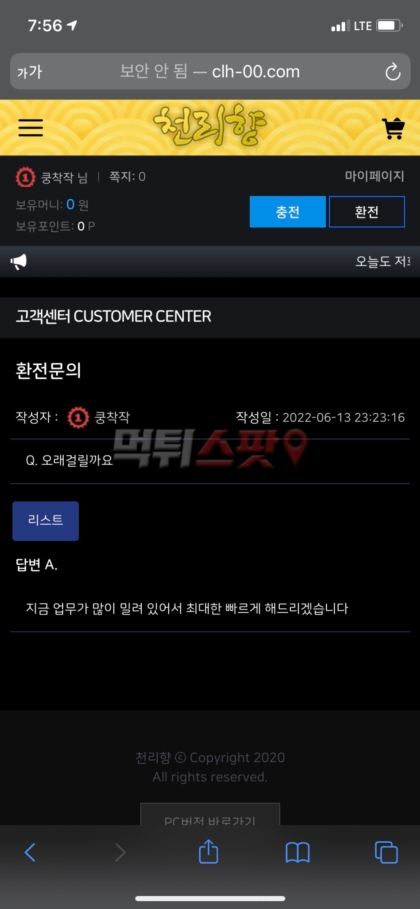 7:56
LTE
가가
보안 안 됨 — clh-00.com
천리향
1 쿵착작 님 | 쪽지: 0
마이페이지
보유머니: 0 원
보유포인트: 0 P
충전
환전
오늘도 저희
고객센터 CUSTOMER CENTER
환전문의
작성자 : 1 쿵착작
작성일 : 2022-06-13 23:23:16
먹튀스팟
Q. 오래걸릴까요
리스트
답변 A.
지금 업무가 많이 밀려 있어서 최대한 빠르게 해드리겠습니다
천리향 © Copyright 2020
All rights reserved.
PC버전 바로가기